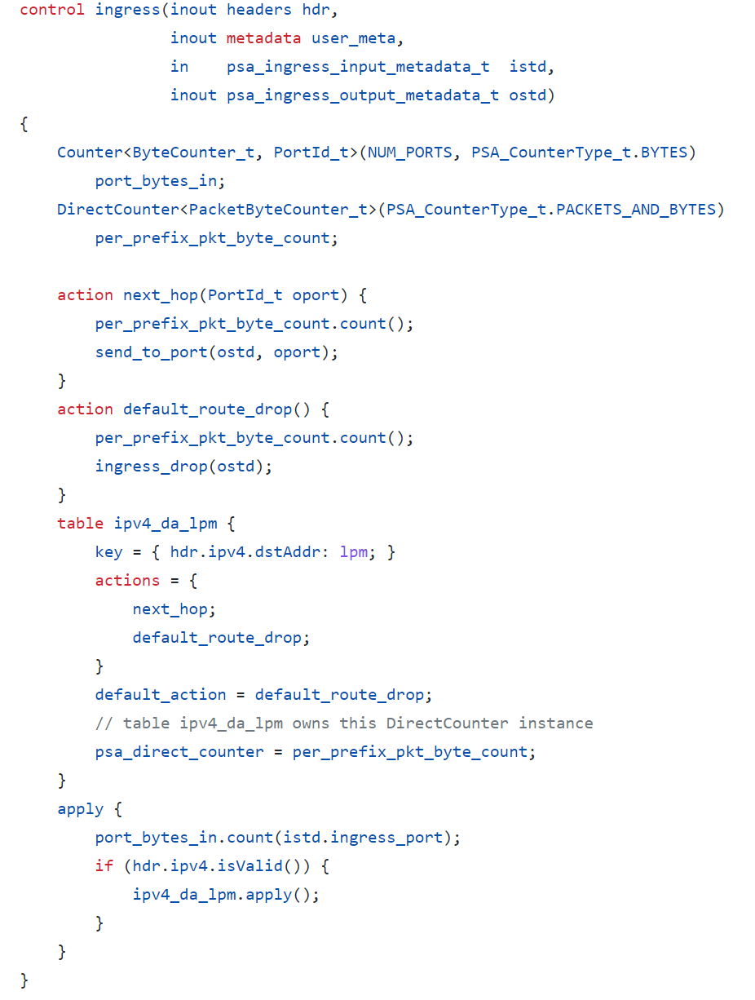 control ingress(inout headers hdr,
                inout metadata user_meta,
                in    psa_ingress_input_metadata_t  istd,
                inout psa_ingress_output_metadata_t ostd)
{
    Counter<ByteCounter_t, PortId_t>(NUM_PORTS, PSA_CounterType_t.BYTES)
        port_bytes_in;
    DirectCounter<PacketByteCounter_t>(PSA_CounterType_t.PACKETS_AND_BYTES)
        per_prefix_pkt_byte_count;

    action next_hop(PortId_t oport) {
        per_prefix_pkt_byte_count.count();
        send_to_port(ostd, oport);
    }
    action default_route_drop() {
        per_prefix_pkt_byte_count.count();
        ingress_drop(ostd);
    }
    table ipv4_da_lpm {
        key = { hdr.ipv4.dstAddr: lpm; }
        actions = {
            next_hop;
            default_route_drop;
        }
        default_action = default_route_drop;
        // table ipv4_da_lpm owns this DirectCounter instance
        psa_direct_counter = per_prefix_pkt_byte_count;
    }
    apply {
        port_bytes_in.count(istd.ingress_port);
        if (hdr.ipv4.isValid()) {
            ipv4_da_lpm.apply();
        }
    }
}